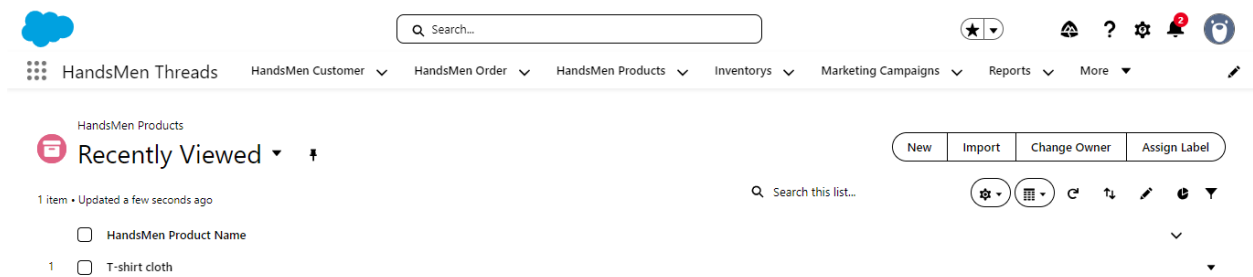 Search...
2
HandsMen Threads HandsMen Customer HandsMen Order HandsMen Products Inventorys Marketing Campaigns Reports More
HandsMen Products
Recently Viewed
New Import Change Owner Assign Label
1 item • Updated a few seconds ago
Search this list...
HandsMen Product Name
1 T-shirt cloth